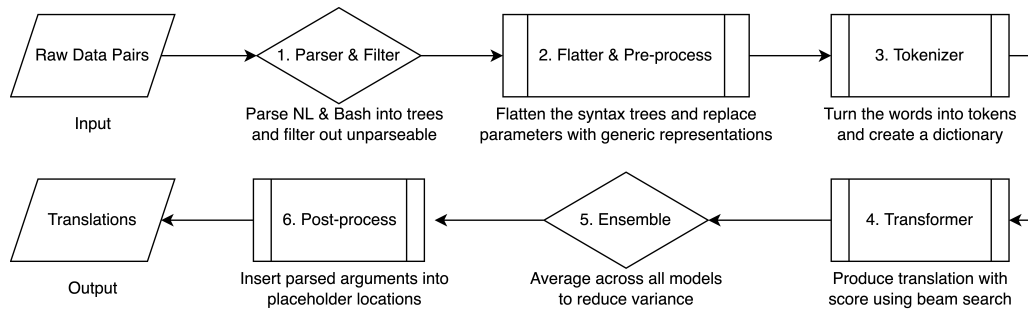 Raw Data Pairs
Input
1. Parser & Filter
Parse NL & Bash into trees
and filter out unparseable
2. Flatter & Pre-process
Flatten the syntax trees and replace
parameters with generic representations
3. Tokenizer
Turn the words into tokens
and create a dictionary
4. Transformer
Produce translation with
score using beam search
5. Ensemble
Average across all models
to reduce variance
6. Post-process
Insert parsed arguments into
placeholder locations
Translations
Output